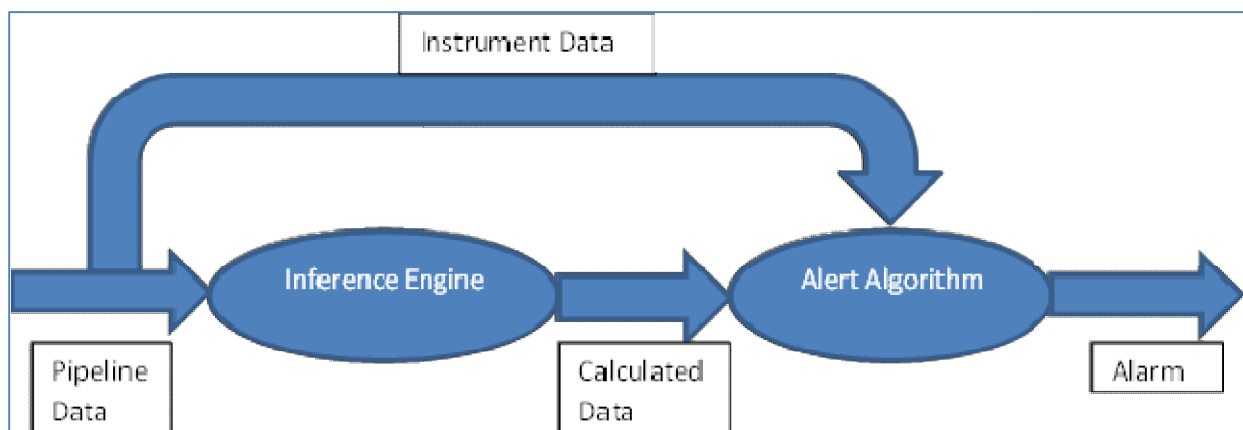 Instrument Data
Inference Engine
Alert Algorithm
Pipeline
Data
Calculated
Data
Alarm